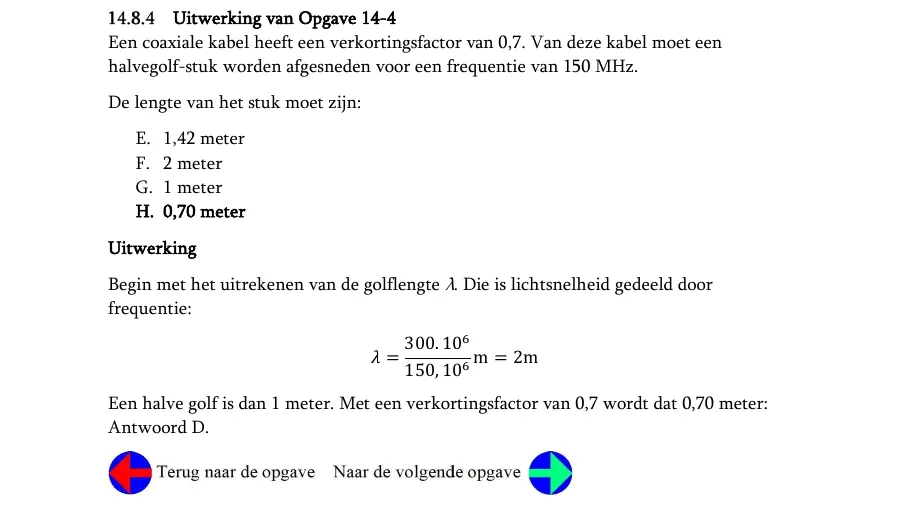 14.8.4 Uitwerking van Opgave 14-4
Een coaxiale kabel heeft een verkortingsfactor van 0,7. Van deze kabel moet een
halvegolf-stuk worden afgesneden voor een frequentie van 150 MHz.
De lengte van het stuk moet zijn:
E. 1,42 meter
F. 2 meter
G. 1 meter
H. 0,70 meter
Uitwerking
Begin met het uitrekenen van de golflengte λ. Die is lichtsnelheid gedeeld door
frequentie:
λ = 300.10⁶ / 150,10⁶ m = 2m
Een halve golf is dan 1 meter. Met een verkortingsfactor van 0,7 wordt dat 0,70 meter:
Antwoord D.
Terug naar de opgave Naar de volgende opgave